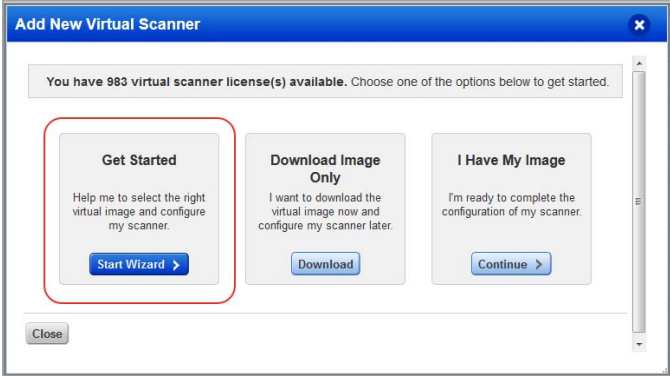 Add New Virtual Scanner
You have 983 virtual scanner license(s) available. Choose one of the options below to get started.
Get Started
Help me to select the right
virtual image and configure
my scanner.
Start Wizard
Download Image
Only
I want to download the
virtual image now and
configure my scanner later.
Download
I Have My Image
I'm ready to complete the
configuration of my scanner.
Continue
Close